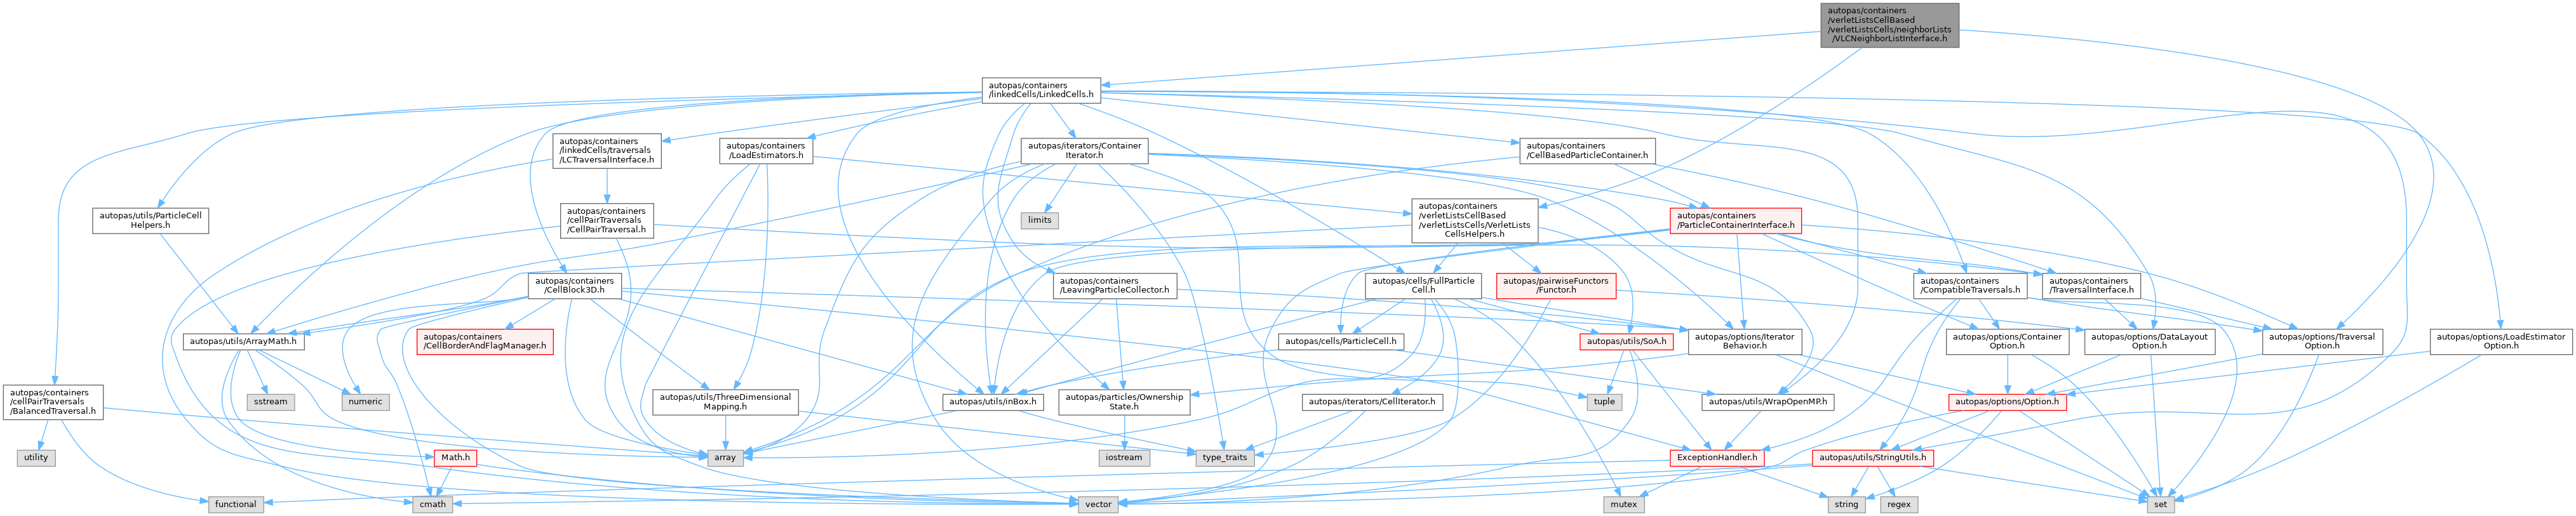 autopas/containers
/verletListsCellBased
/verletListsCells/neighborLists
/VLCNeighborListInterface.h
autopas/containers
/linkedCells/LinkedCells.h
autopas/containers
/linkedCells/traversals
/LCTraversalInterface.h
autopas/containers
/LoadEstimators.h
autopas/iterators/Container
Iterator.h
autopas/containers
/CellBasedParticleContainer.h
autopas/utils/ParticleCell
Helpers.h
autopas/containers
/cellPairTraversals
/CellPairTraversal.h
limits
autopas/containers
/verletListsCellBased
/verletListsCells/VerletLists
CellsHelpers.h
autopas/containers
/ParticleContainerInterface.h
autopas/containers
/CellBlock3D.h
autopas/containers
/LeavingParticleCollector.h
autopas/cells/FullParticle
Cell.h
autopas/pairwiseFunctors
/Functor.h
autopas/containers
/CompatibleTraversals.h
autopas/containers
/TraversalInterface.h
autopas/utils/ArrayMath.h
autopas/containers
/CellBorderAndFlagManager.h
autopas/cells/ParticleCell.h
autopas/utils/SoA.h
autopas/options/Iterator
Behavior.h
autopas/options/Container
Option.h
autopas/options/DataLayout
Option.h
autopas/options/Traversal
Option.h
autopas/options/LoadEstimator
Option.h
autopas/containers
/cellPairTraversals
/BalancedTraversal.h
sstream
numeric
autopas/utils/ThreeDimensional
Mapping.h
autopas/utils/inBox.h
autopas/particles/Ownership
State.h
autopas/iterators/CellIterator.h
tuple
autopas/utils/WrapOpenMP.h
autopas/options/Option.h
utility
Math.h
array
iostream
type_traits
ExceptionHandler.h
autopas/utils/StringUtils.h
functional
cmath
vector
mutex
string
regex
set